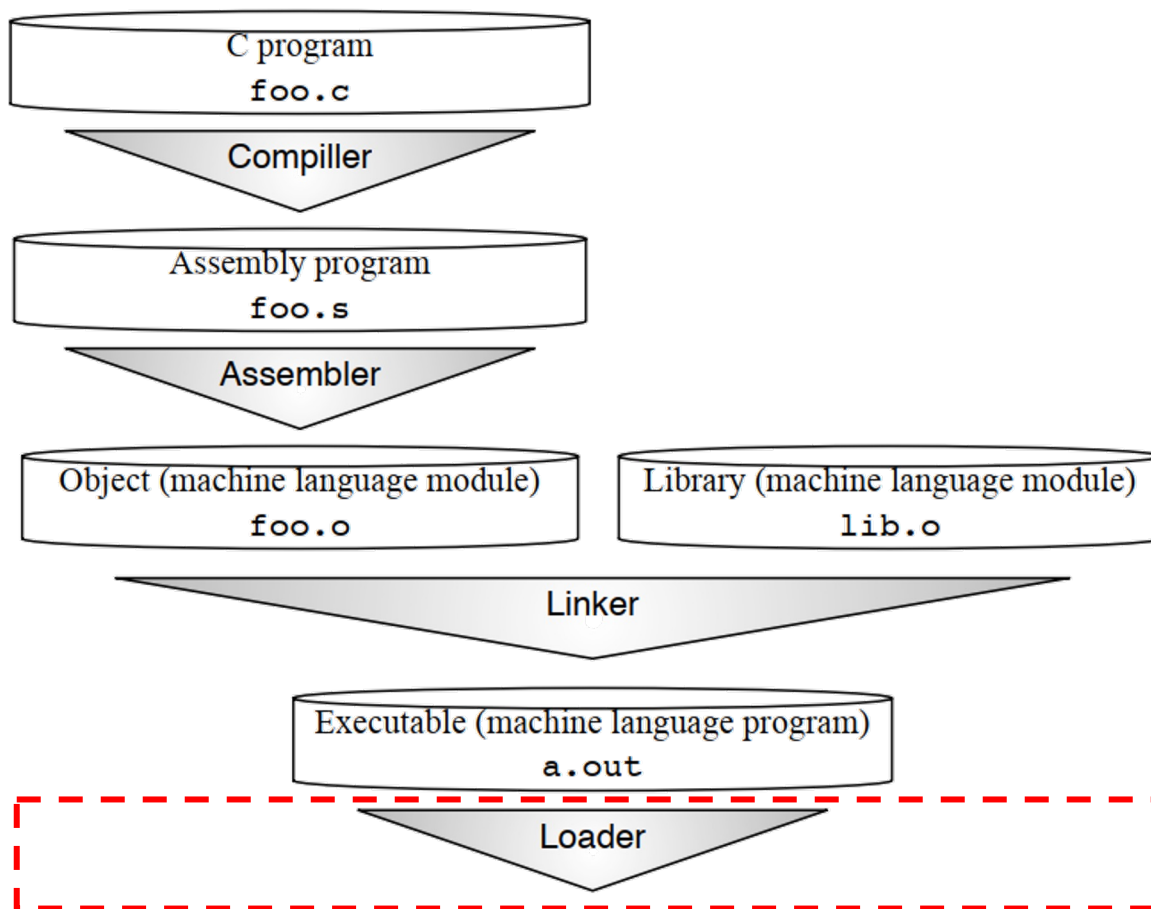 C program
foo.c
Compiller
Assembly program
foo.s
Assembler
Object (machine language module)
foo.o
Library (machine language module)
lib.o
Linker
Executable (machine language program)
a.out
Loader